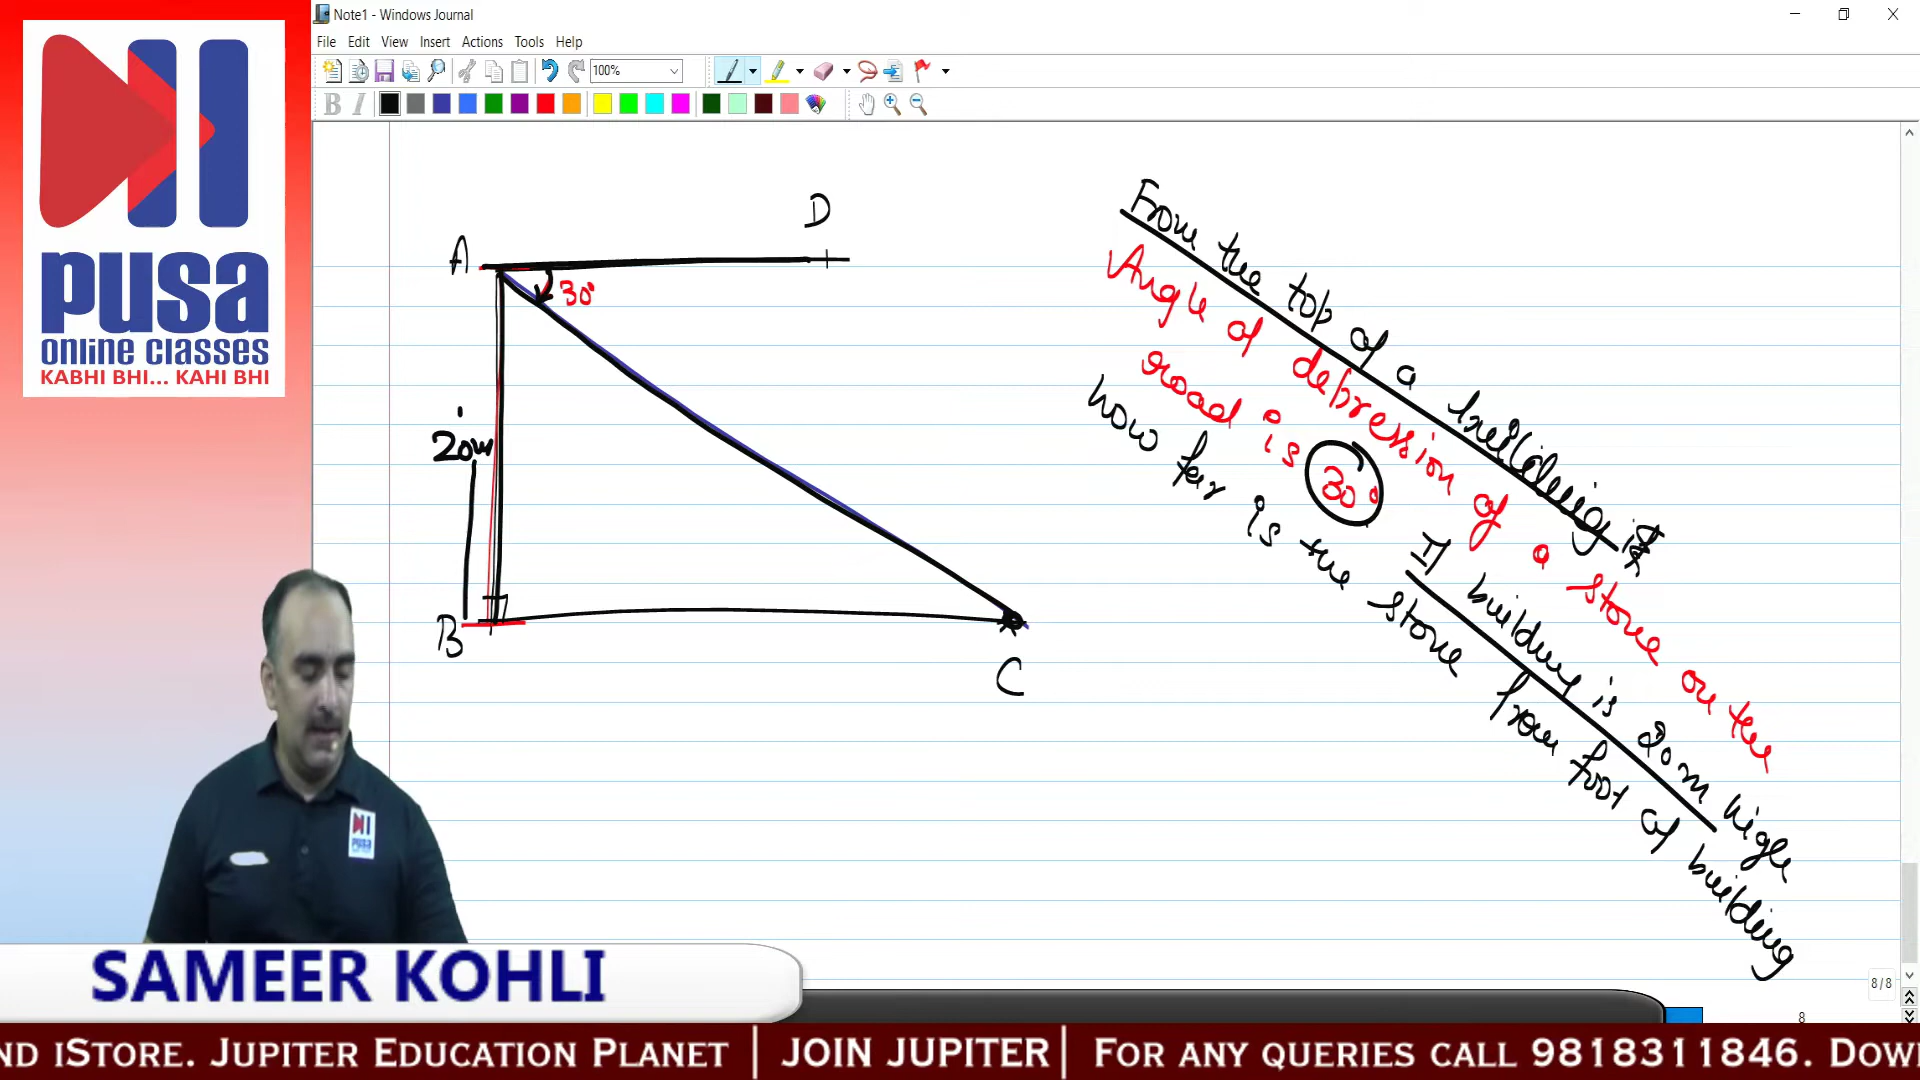 Note1 - Windows Journal
File Edit View Insert Actions Tools Help
100%
B I
pusa
online classes
KABHI BHI... KAHI BHI
D
A
30°
20m
B
C
From the top of a building
Angle of depression of a stone on the
road is 30° If building is 20m high
how far is the stone from foot of building
pusa
8/8
8
SAMEER KOHLI
ND iSTORE. JUPITER EDUCATION PLANET | JOIN JUPITER | FOR ANY QUERIES CALL 9818311846. DOW